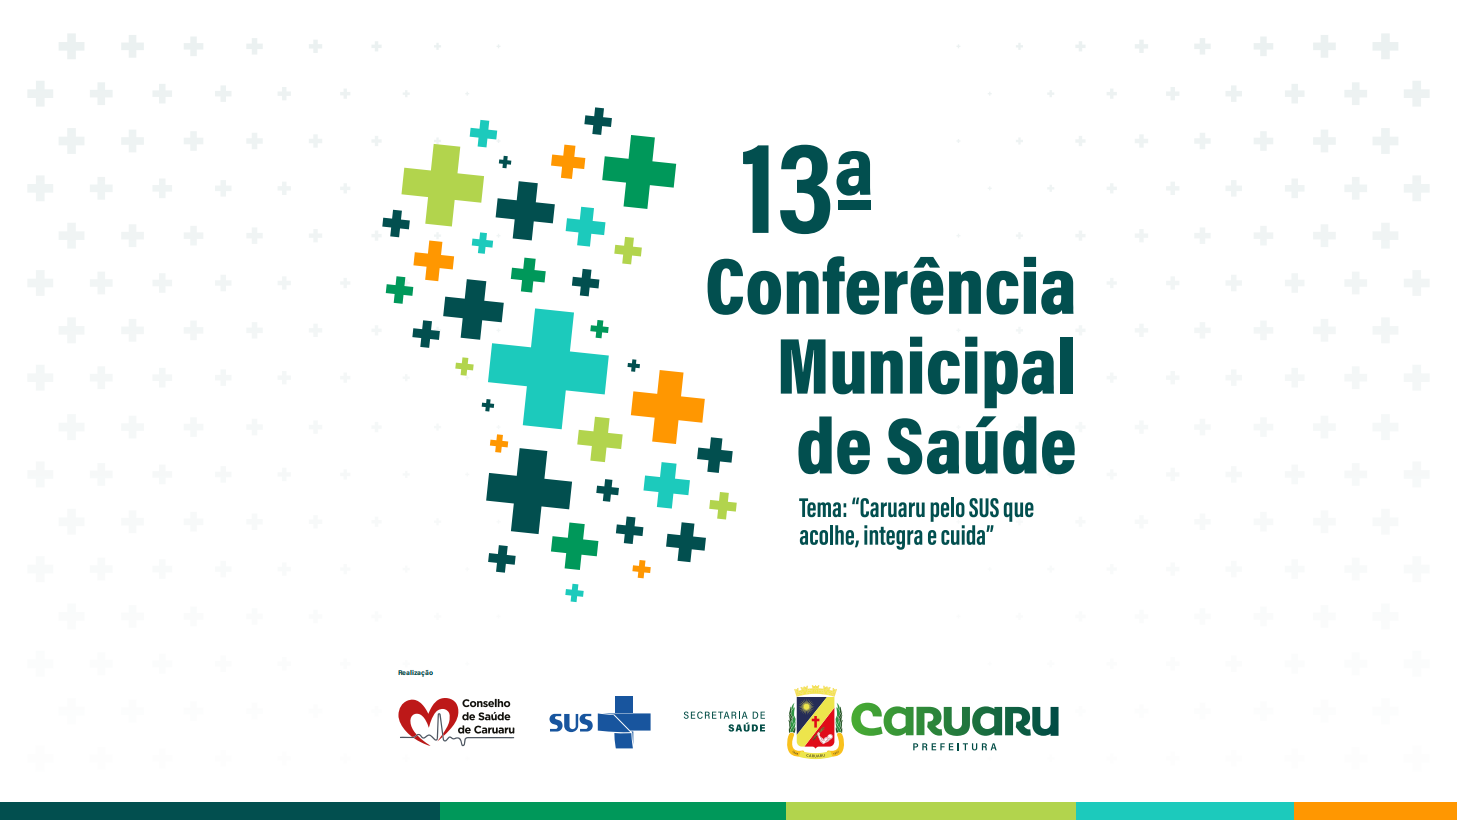 13ª
Conferência
Municipal
de Saúde
Tema: “Caruaru pelo SUS que
acolhe, integra e cuida”
Realização
Conselho
de Saúde
de Caruaru
SUS
SECRETARIA DE
SAÚDE
CARUARU
CARUARU
PREFEITURA